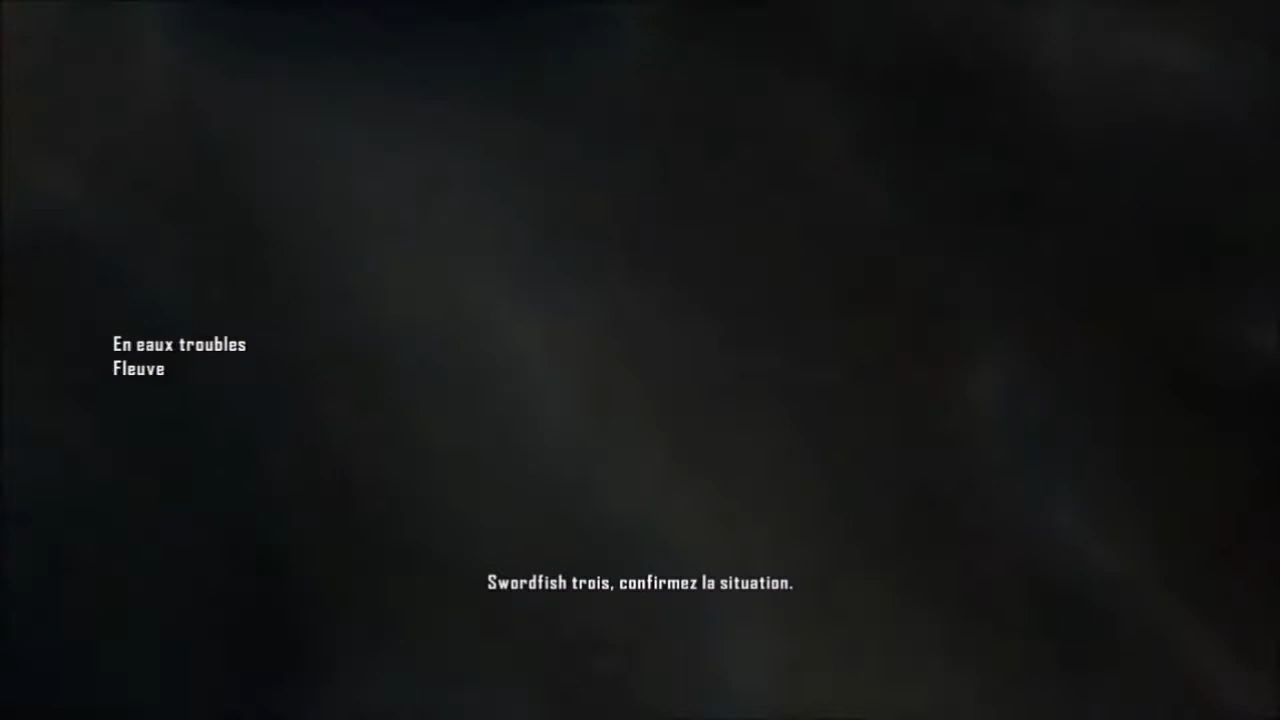 En eaux troubles
Fleuve
Swordfish trois, confirmez la situation.